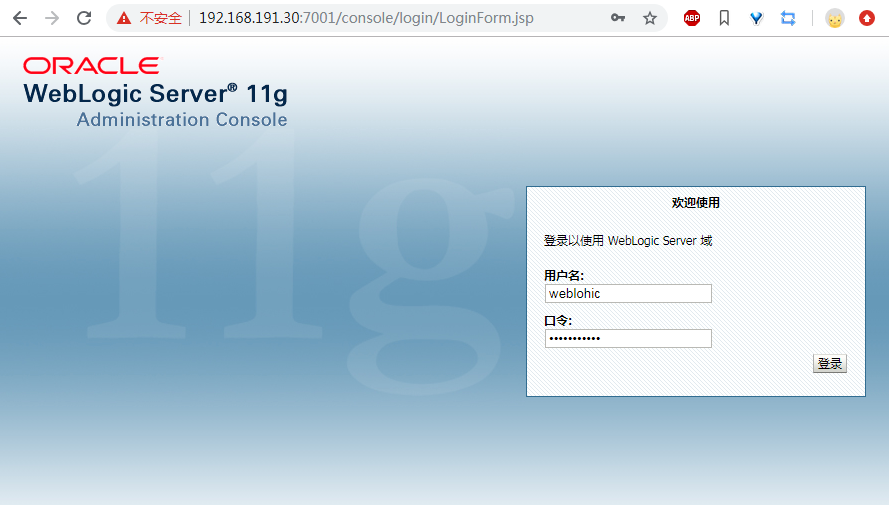 不安全 192.168.191.30:7001/console/login/LoginForm.jsp
ABP
ORACLE
WebLogic Server® 11g
Administration Console
11g
欢迎使用
登录以使用 WebLogic Server 域
用户名:
weblohic
口令:
•••••••••••
登录